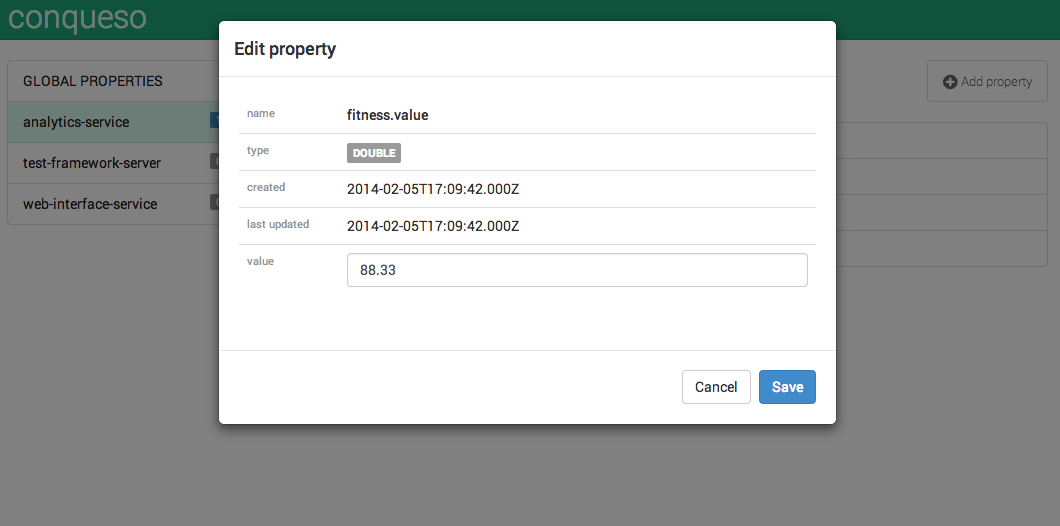 conqueso
GLOBAL PROPERTIES
analytics-service
test-framework-server
web-interface-service
Add property
Edit property
name fitness.value
type DOUBLE
created 2014-02-05T17:09:42.000Z
last updated 2014-02-05T17:09:42.000Z
value 88.33
Cancel Save